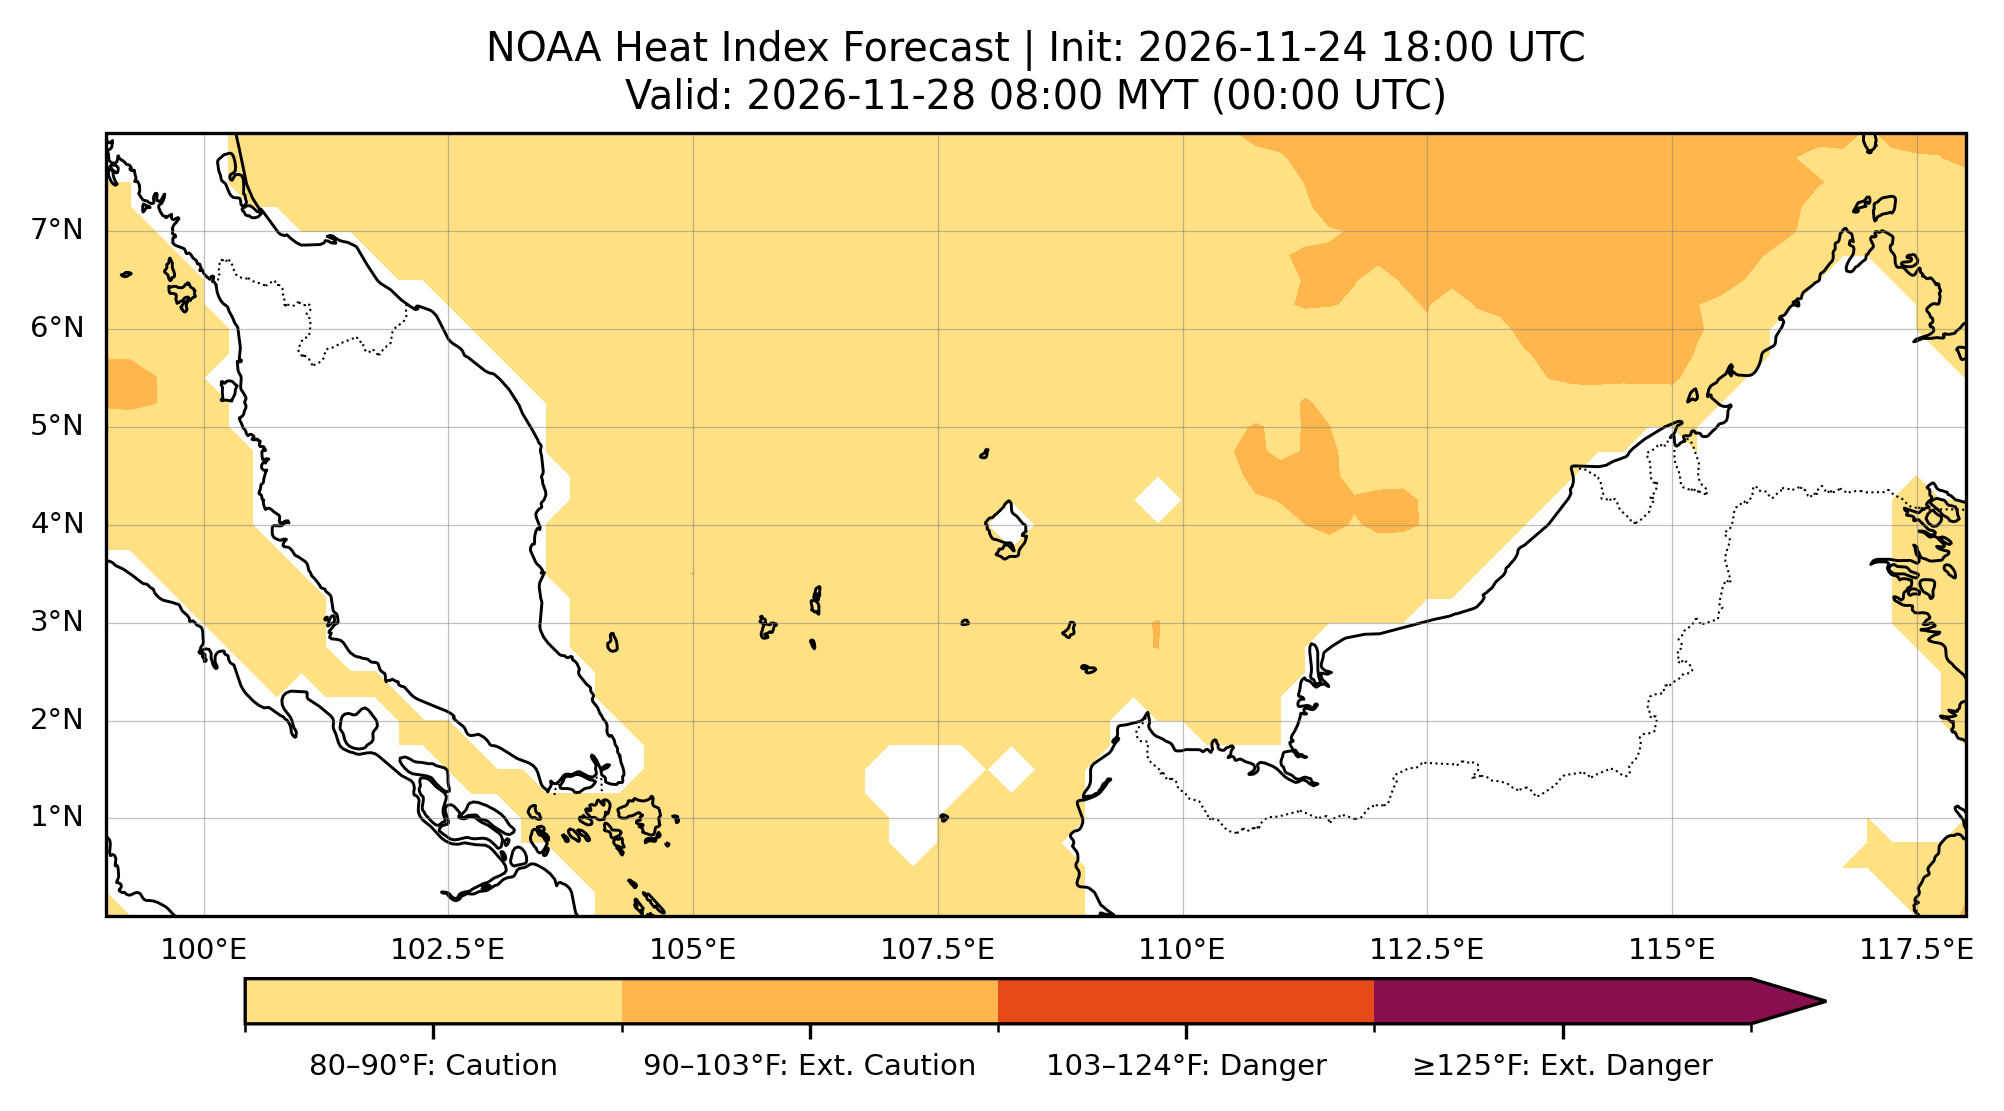 NOAA Heat Index Forecast | Init: 2026-11-24 18:00 UTC
Valid: 2026-11-28 08:00 MYT (00:00 UTC)
7°N
6°N
5°N
4°N
3°N
2°N
1°N
100°E 102.5°E 105°E 107.5°E 110°E 112.5°E 115°E 117.5°E
80–90°F: Caution 90–103°F: Ext. Caution 103–124°F: Danger ≥125°F: Ext. Danger